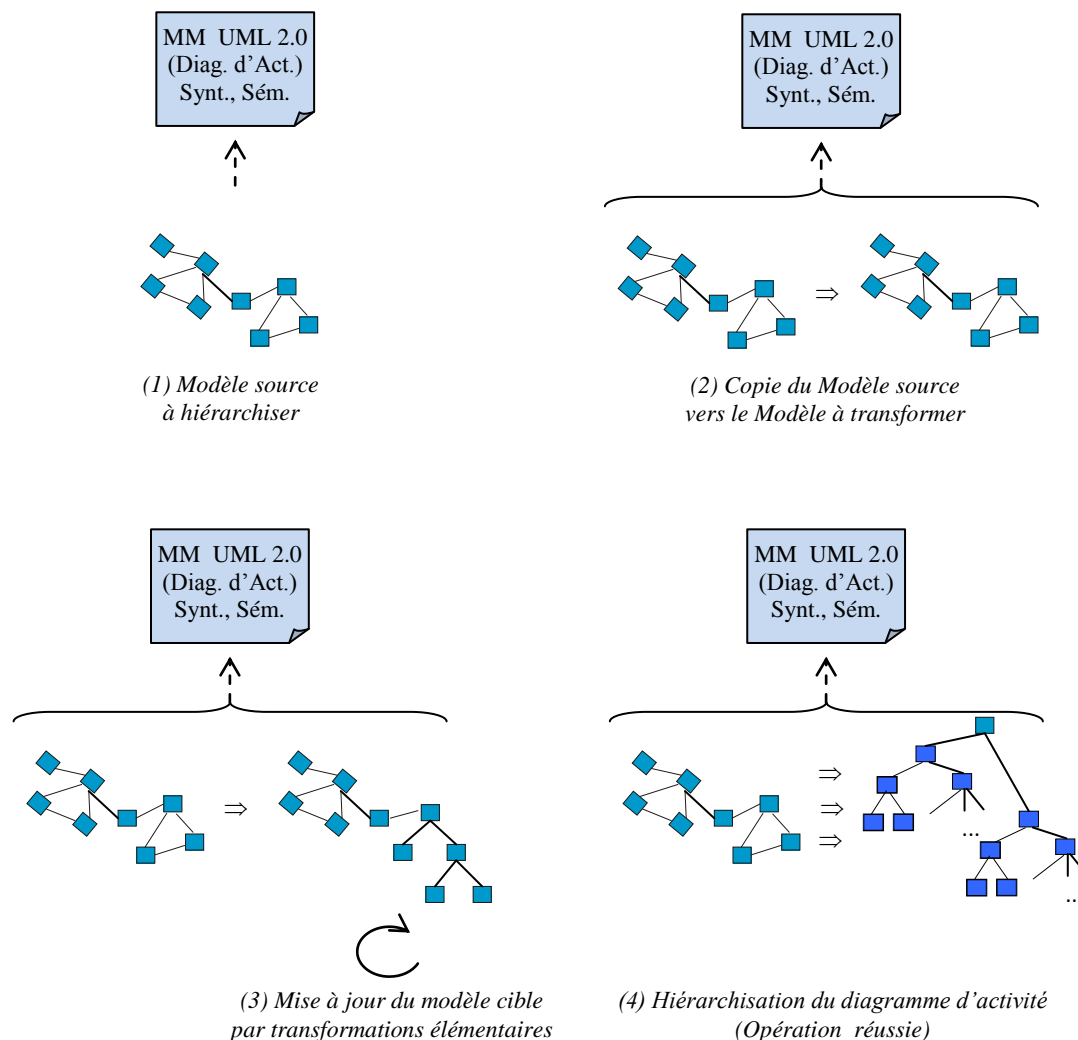 MM UML 2.0
(Diag. d’Act.)
Synt., Sém.
(1) Modèle source
à hiérarchiser
MM UML 2.0
(Diag. d’Act.)
Synt., Sém.
⇒
(2) Copie du Modèle source
vers le Modèle à transformer
MM UML 2.0
(Diag. d’Act.)
Synt., Sém.
⇒
(3) Mise à jour du modèle cible
par transformations élémentaires
MM UML 2.0
(Diag. d’Act.)
Synt., Sém.
⇒
⇒
⇒
...
..
(4) Hiérarchisation du diagramme d’activité
(Opération réussie)